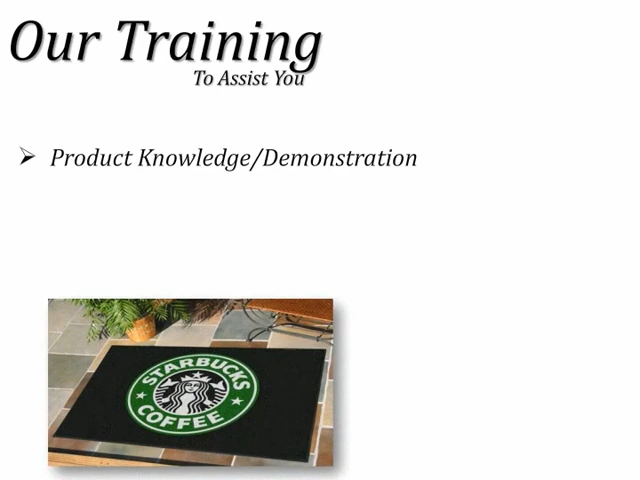 Our Training
To Assist You
➢ Product Knowledge/Demonstration
STARBUCKS
COFFEE